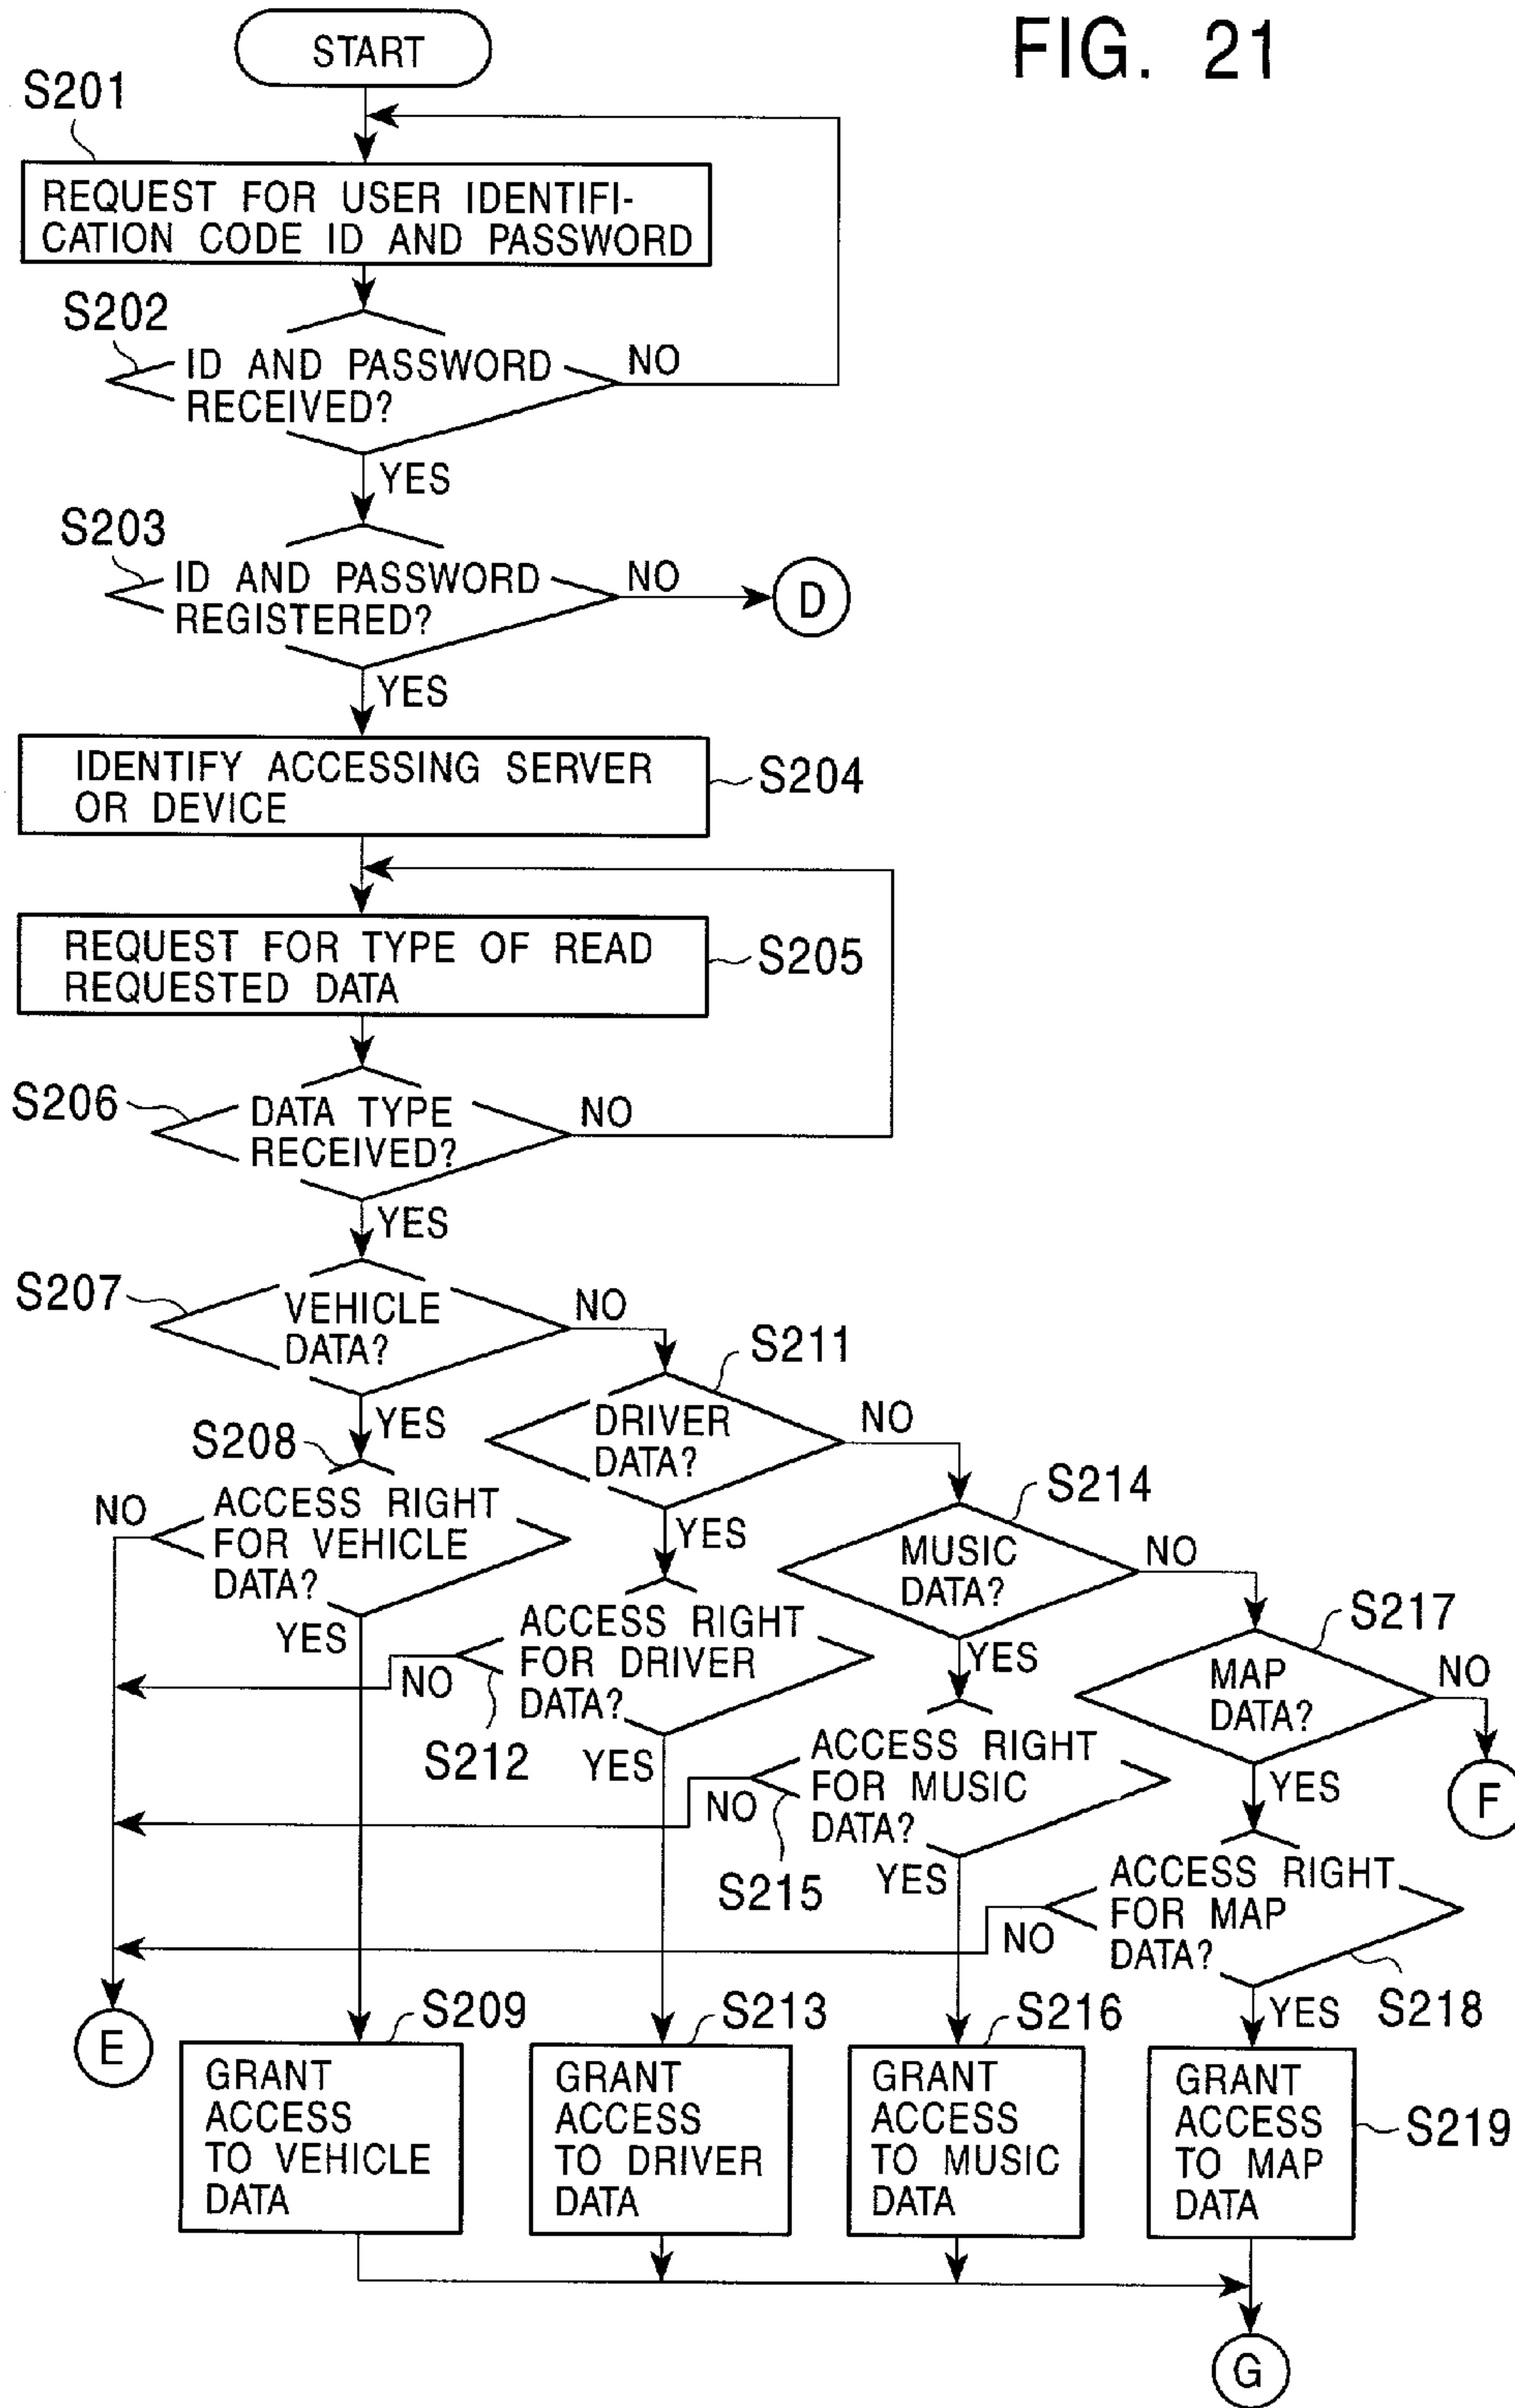 FIG. 21
START
S201
REQUEST FOR USER IDENTIFI-
CATION CODE ID AND PASSWORD
S202
ID AND PASSWORD
RECEIVED?
NO
YES
S203
ID AND PASSWORD
REGISTERED?
NO
D
YES
IDENTIFY ACCESSING SERVER
OR DEVICE
S204
REQUEST FOR TYPE OF READ
REQUESTED DATA
S205
S206
DATA TYPE
RECEIVED?
NO
YES
S207
VEHICLE
DATA?
NO
YES
S211
DRIVER
DATA?
NO
YES
S208
ACCESS RIGHT
FOR VEHICLE
DATA?
NO
YES
S214
MUSIC
DATA?
NO
YES
S212
ACCESS RIGHT
FOR DRIVER
DATA?
NO
YES
S217
MAP
DATA?
NO
YES
F
S215
ACCESS RIGHT
FOR MUSIC
DATA?
NO
YES
ACCESS RIGHT
FOR MAP
DATA?
NO
YES
S218
E
S209
GRANT
ACCESS
TO VEHICLE
DATA
S213
GRANT
ACCESS
TO DRIVER
DATA
S216
GRANT
ACCESS
TO MUSIC
DATA
GRANT
ACCESS
TO MAP
DATA
S219
G